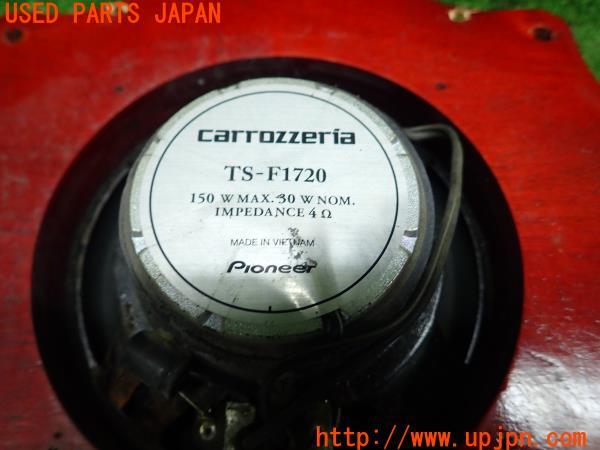 USED PARTS JAPAN
carrozzeria
TS-F1720
150 W MAX. 30 W NOM.
IMPEDANCE 4 Ω
MADE IN VIETNAM
Pioneer
http://www.upjpn.com